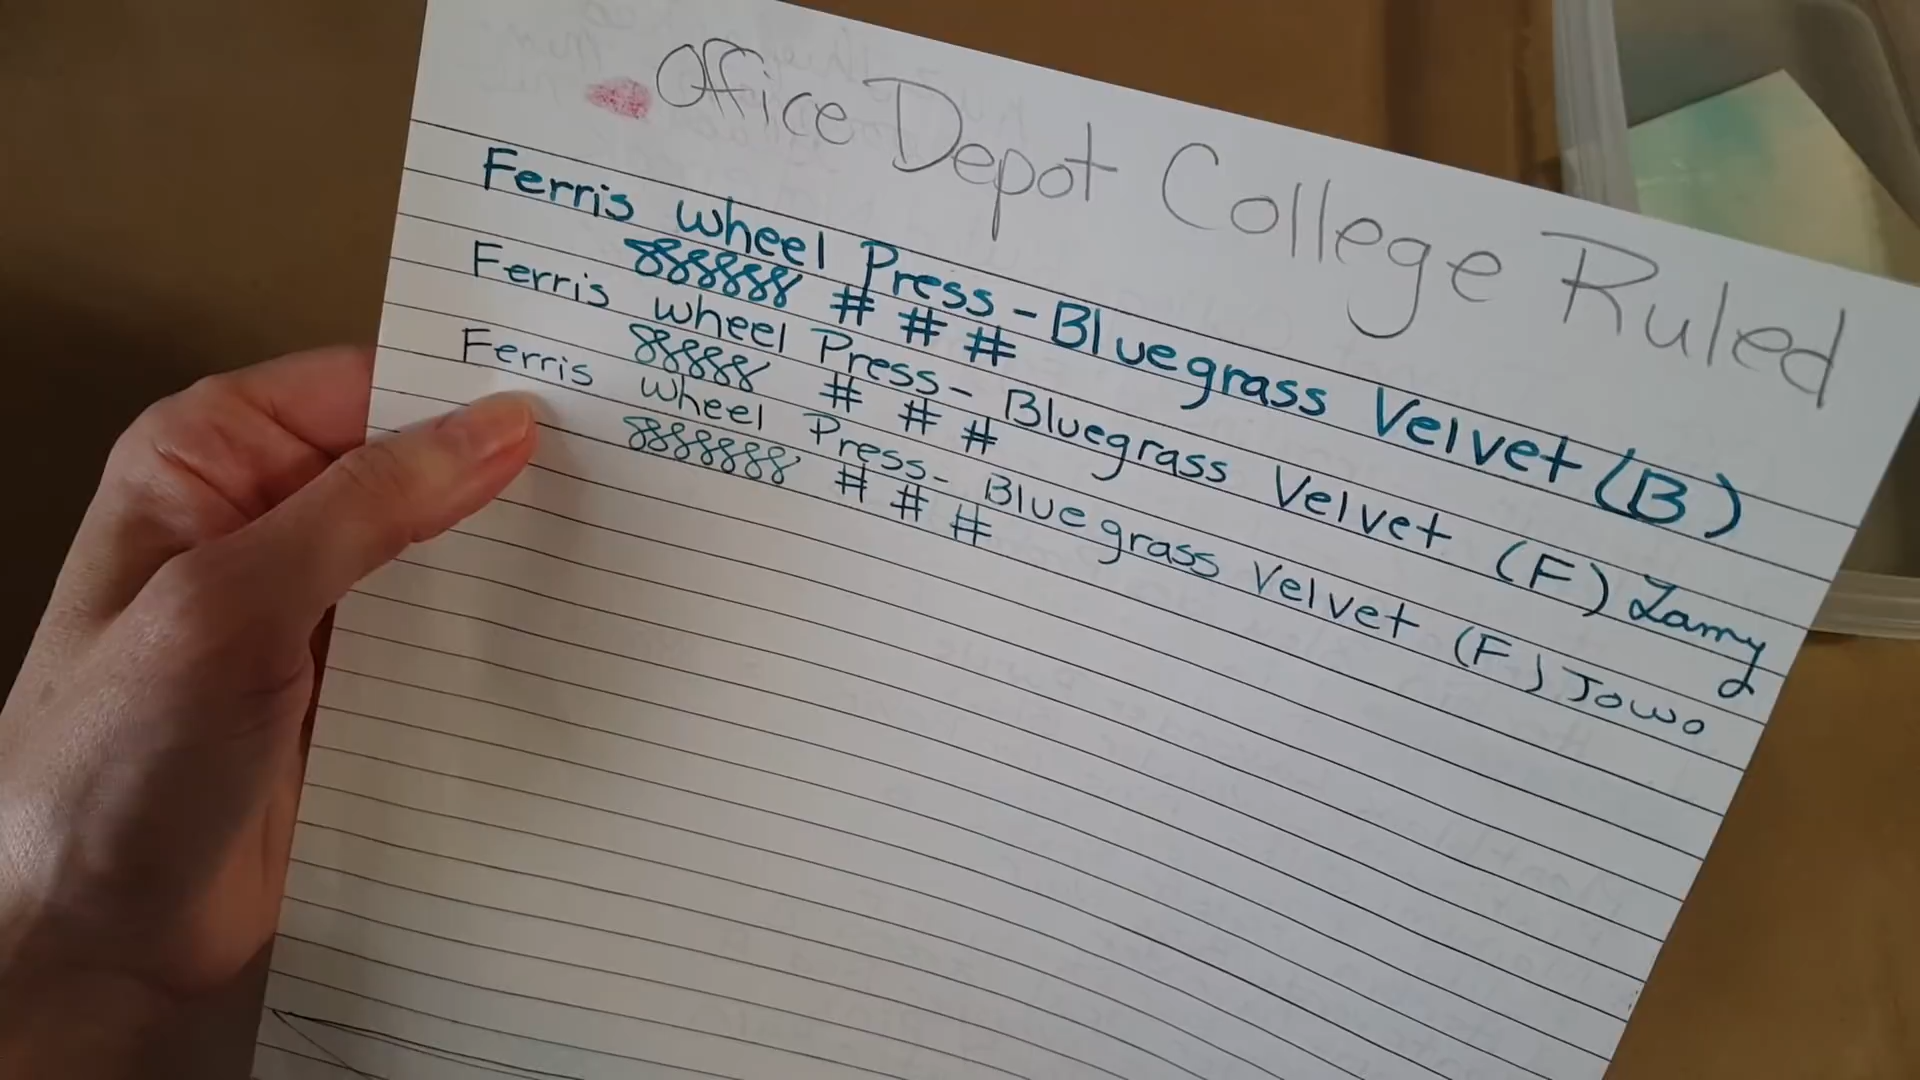 Office Depot College Ruled
Ferris Wheel Press - Bluegrass Velvet (B)
888888 # # #
Ferris Wheel Press - Bluegrass Velvet (F) Lamy
88888 # # #
Ferris Wheel Press - Bluegrass Velvet (F) Jowo
8888888 # # #